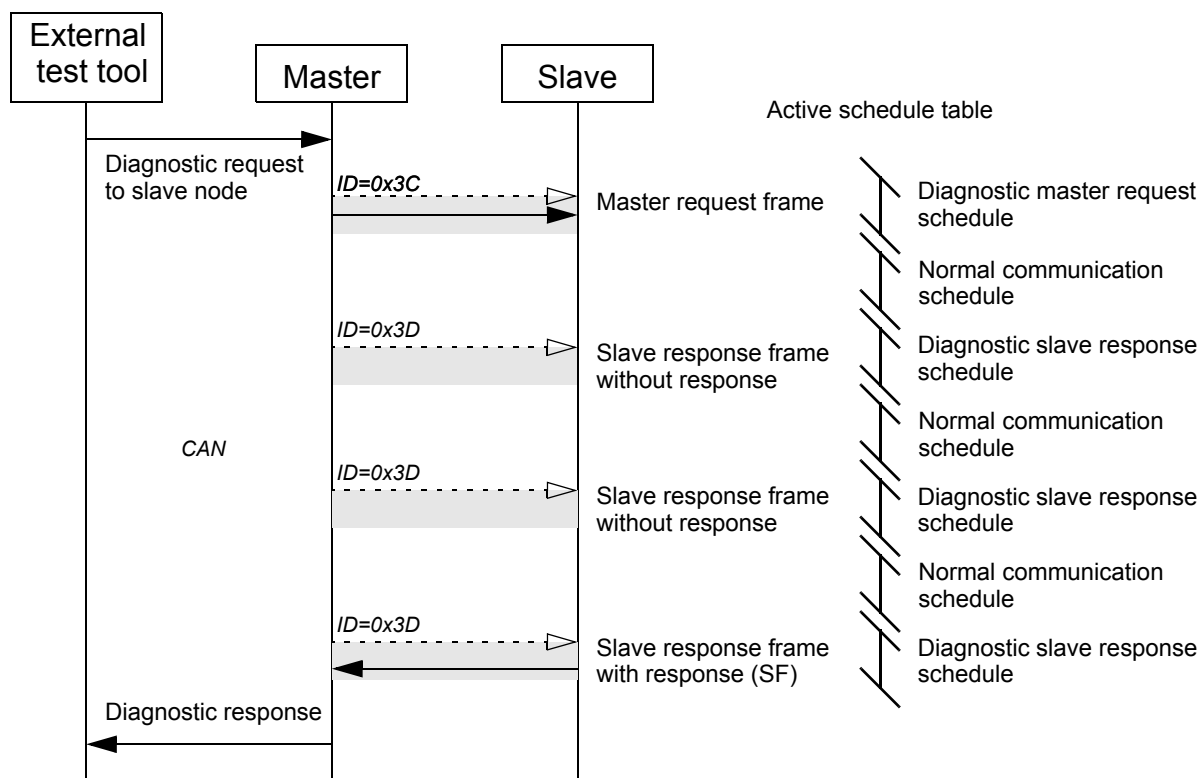 External
test tool
Master
Slave
Active schedule table
Diagnostic request
to slave node
ID=0x3C
Master request frame
Diagnostic master request
schedule
Normal communication
schedule
ID=0x3D
Slave response frame
without response
Diagnostic slave response
schedule
Normal communication
schedule
CAN
ID=0x3D
Slave response frame
without response
Diagnostic slave response
schedule
Normal communication
schedule
ID=0x3D
Slave response frame
with response (SF)
Diagnostic slave response
schedule
Diagnostic response